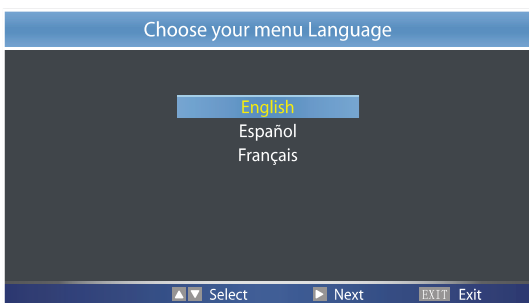 Choose your menu Language
English
Español
Français
Select Next EXIT Exit